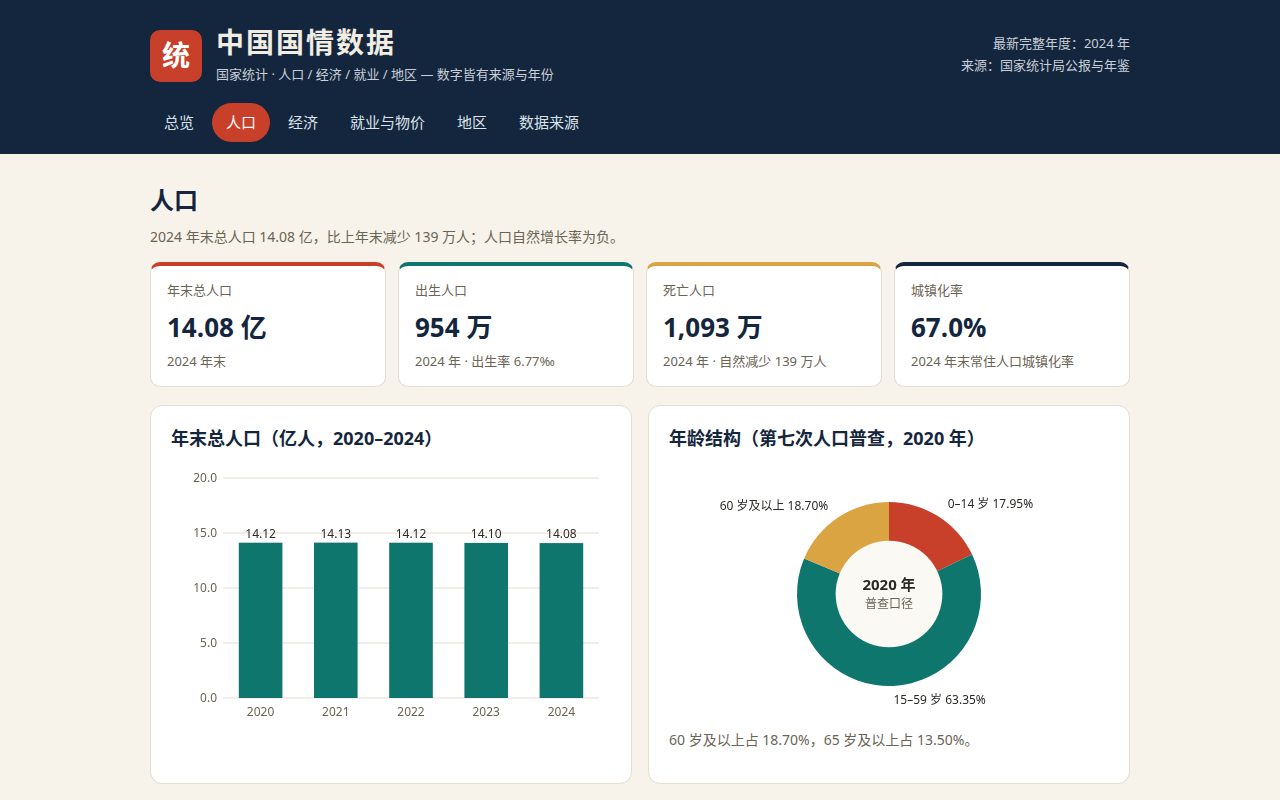 统
中国国情数据
国家统计 · 人口 / 经济 / 就业 / 地区 — 数字皆有来源与年份
最新完整年度：2024 年
来源：国家统计局公报与年鉴
总览
人口
经济
就业与物价
地区
数据来源
人口
2024 年末总人口 14.08 亿，比上年末减少 139 万人；人口自然增长率为负。
年末总人口
14.08 亿
2024 年末
出生人口
954 万
2024 年 · 出生率 6.77‰
死亡人口
1,093 万
2024 年 · 自然减少 139 万人
城镇化率
67.0%
2024 年末常住人口城镇化率
年末总人口（亿人，2020–2024）
20.0
15.0
10.0
5.0
0.0
14.12
14.13
14.12
14.10
14.08
2020
2021
2022
2023
2024
年龄结构（第七次人口普查，2020 年）
60 岁及以上 18.70%
0–14 岁 17.95%
2020 年
普查口径
15–59 岁 63.35%
60 岁及以上占 18.70%，65 岁及以上占 13.50%。